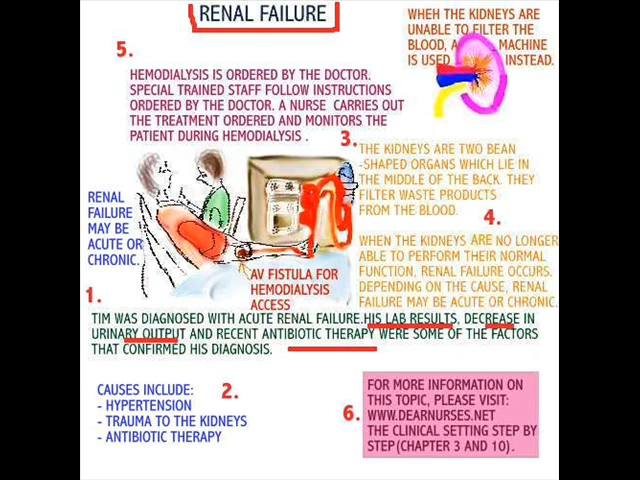 RENAL FAILURE
WHEH THE KIDNEYS ARE
UNABLE TO FILTER THE
BLOOD, A MACHINE
IS USED INSTEAD.
5.
HEMODIALYSIS IS ORDERED BY THE DOCTOR.
SPECIAL TRAINED STAFF FOLLOW INSTRUCTIONS
ORDERED BY THE DOCTOR. A NURSE CARRIES OUT
THE TREATMENT ORDERED AND MONITORS THE
PATIENT DURING HEMODIALYSIS .
3.
THE KIDNEYS ARE TWO BEAN
-SHAPED ORGANS WHICH LIE IN
THE MIDDLE OF THE BACK. THEY
FILTER WASTE PRODUCTS
FROM THE BLOOD.
RENAL
FAILURE
MAY BE
ACUTE OR
CHRONIC.
4.
WHEN THE KIDNEYS ARE NO LONGER
ABLE TO PERFORM THEIR NORMAL
FUNCTION, RENAL FAILURE OCCURS.
DEPENDING ON THE CAUSE, RENAL
FAILURE MAY BE ACUTE OR CHRONIC.
AV FISTULA FOR
HEMODIALYSIS
ACCESS
1.
TIM WAS DIAGNOSED WITH ACUTE RENAL FAILURE.HIS LAB RESULTS, DECREASE IN
URINARY OUTPUT AND RECENT ANTIBIOTIC THERAPY WERE SOME OF THE FACTORS
THAT CONFIRMED HIS DIAGNOSIS.
2.
CAUSES INCLUDE:
- HYPERTENSION
- TRAUMA TO THE KIDNEYS
- ANTIBIOTIC THERAPY
6.
FOR MORE INFORMATION ON
THIS TOPIC, PLEASE VISIT:
WWW.DEARNURSES.NET
THE CLINICAL SETTING STEP BY
STEP(CHAPTER 3 AND 10).